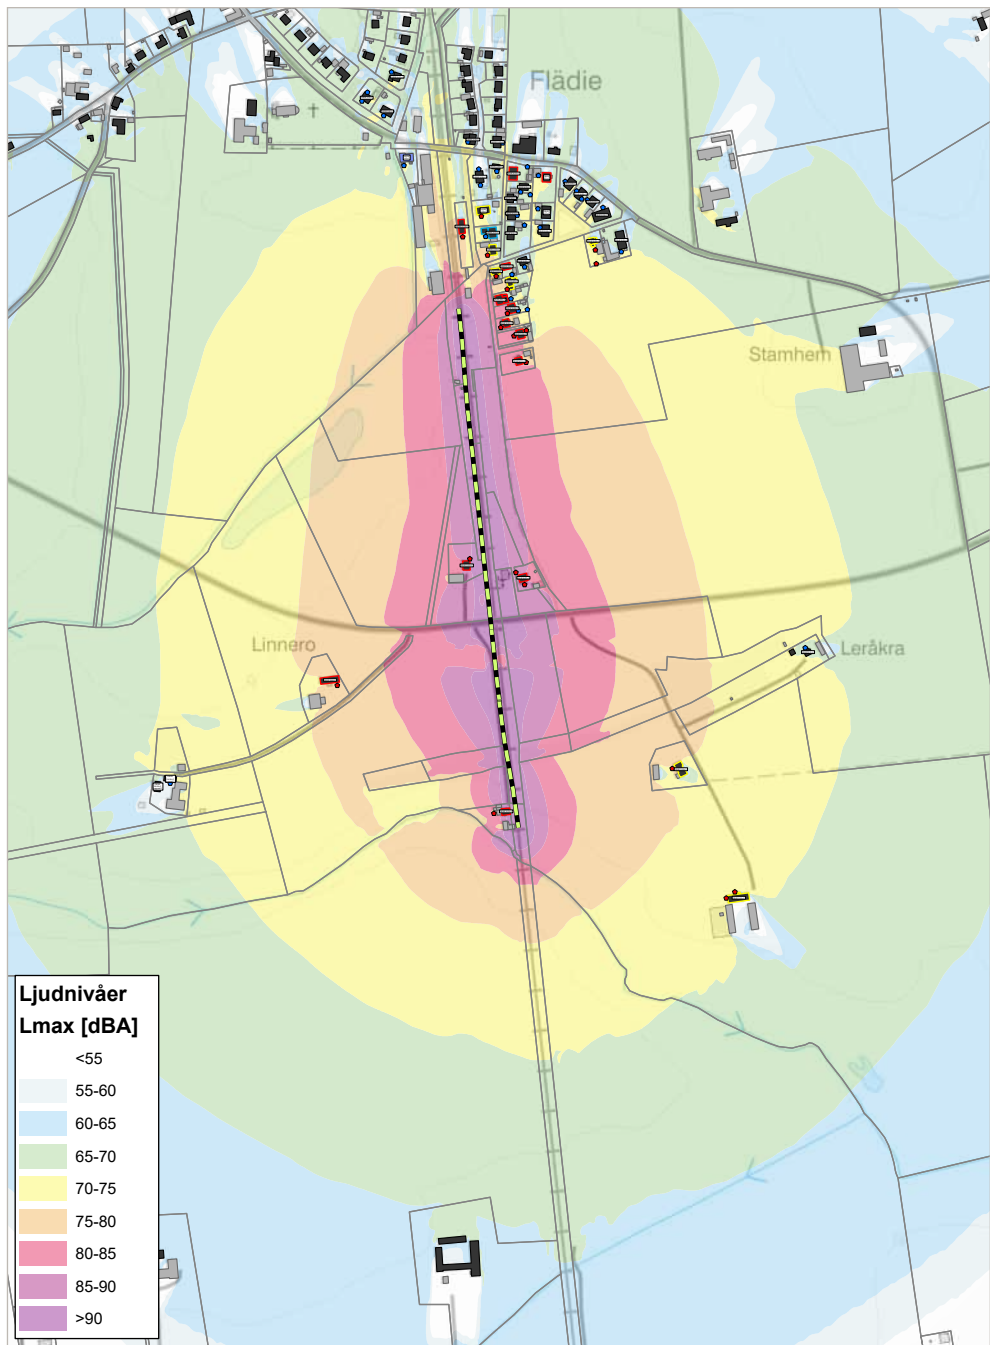 Flädie
Stamhem
Linnero
Leråkra
Ljudnivåer
Lmax [dBA]
<55
55-60
60-65
65-70
70-75
75-80
80-85
85-90
>90